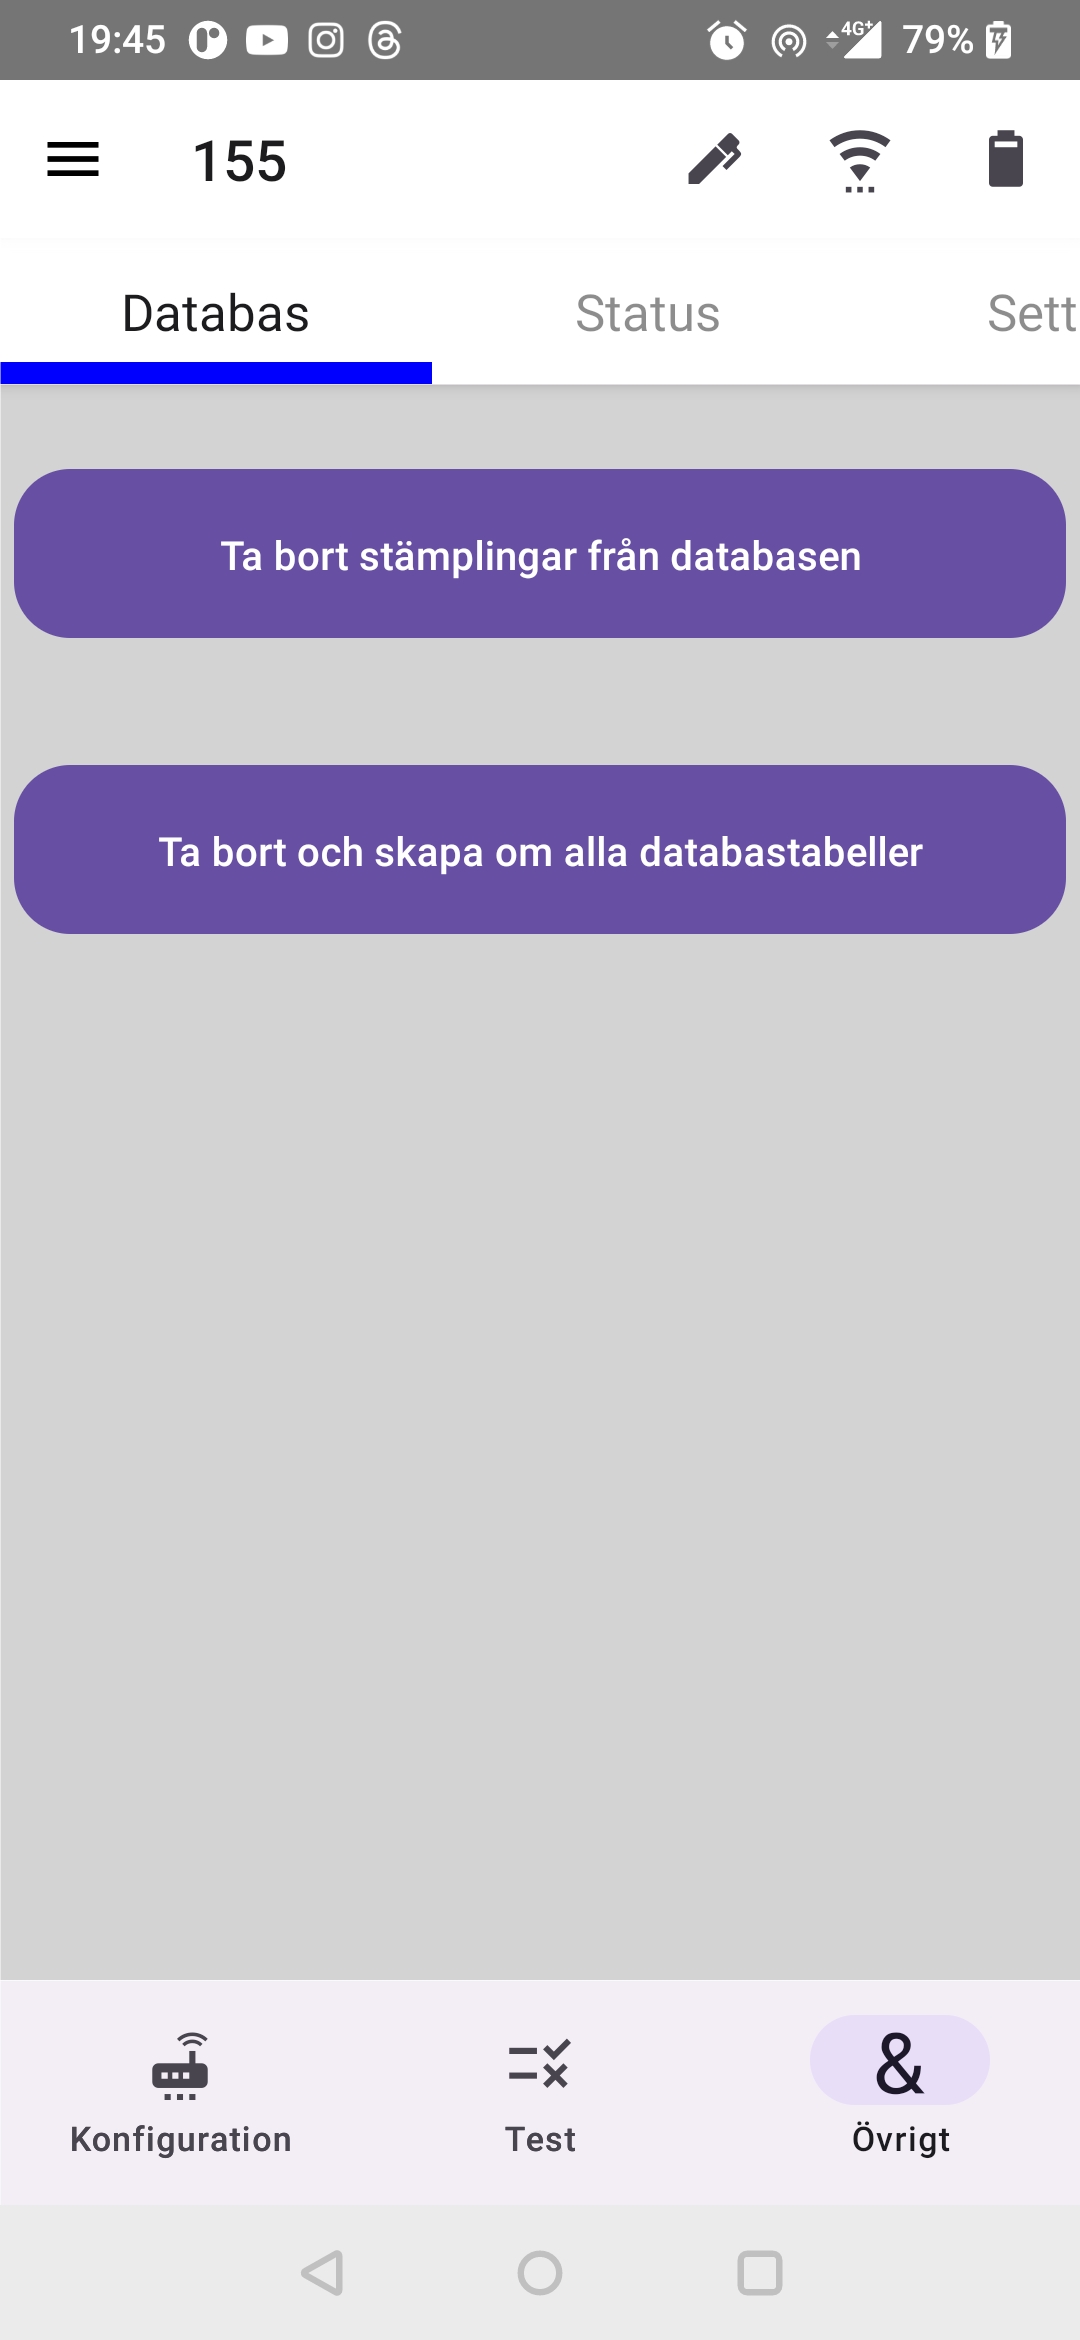 19:45 4G+ 79%
155
Databas Status Sett
Ta bort stämplingar från databasen
Ta bort och skapa om alla databastabeller
&
Konfiguration Test Övrigt